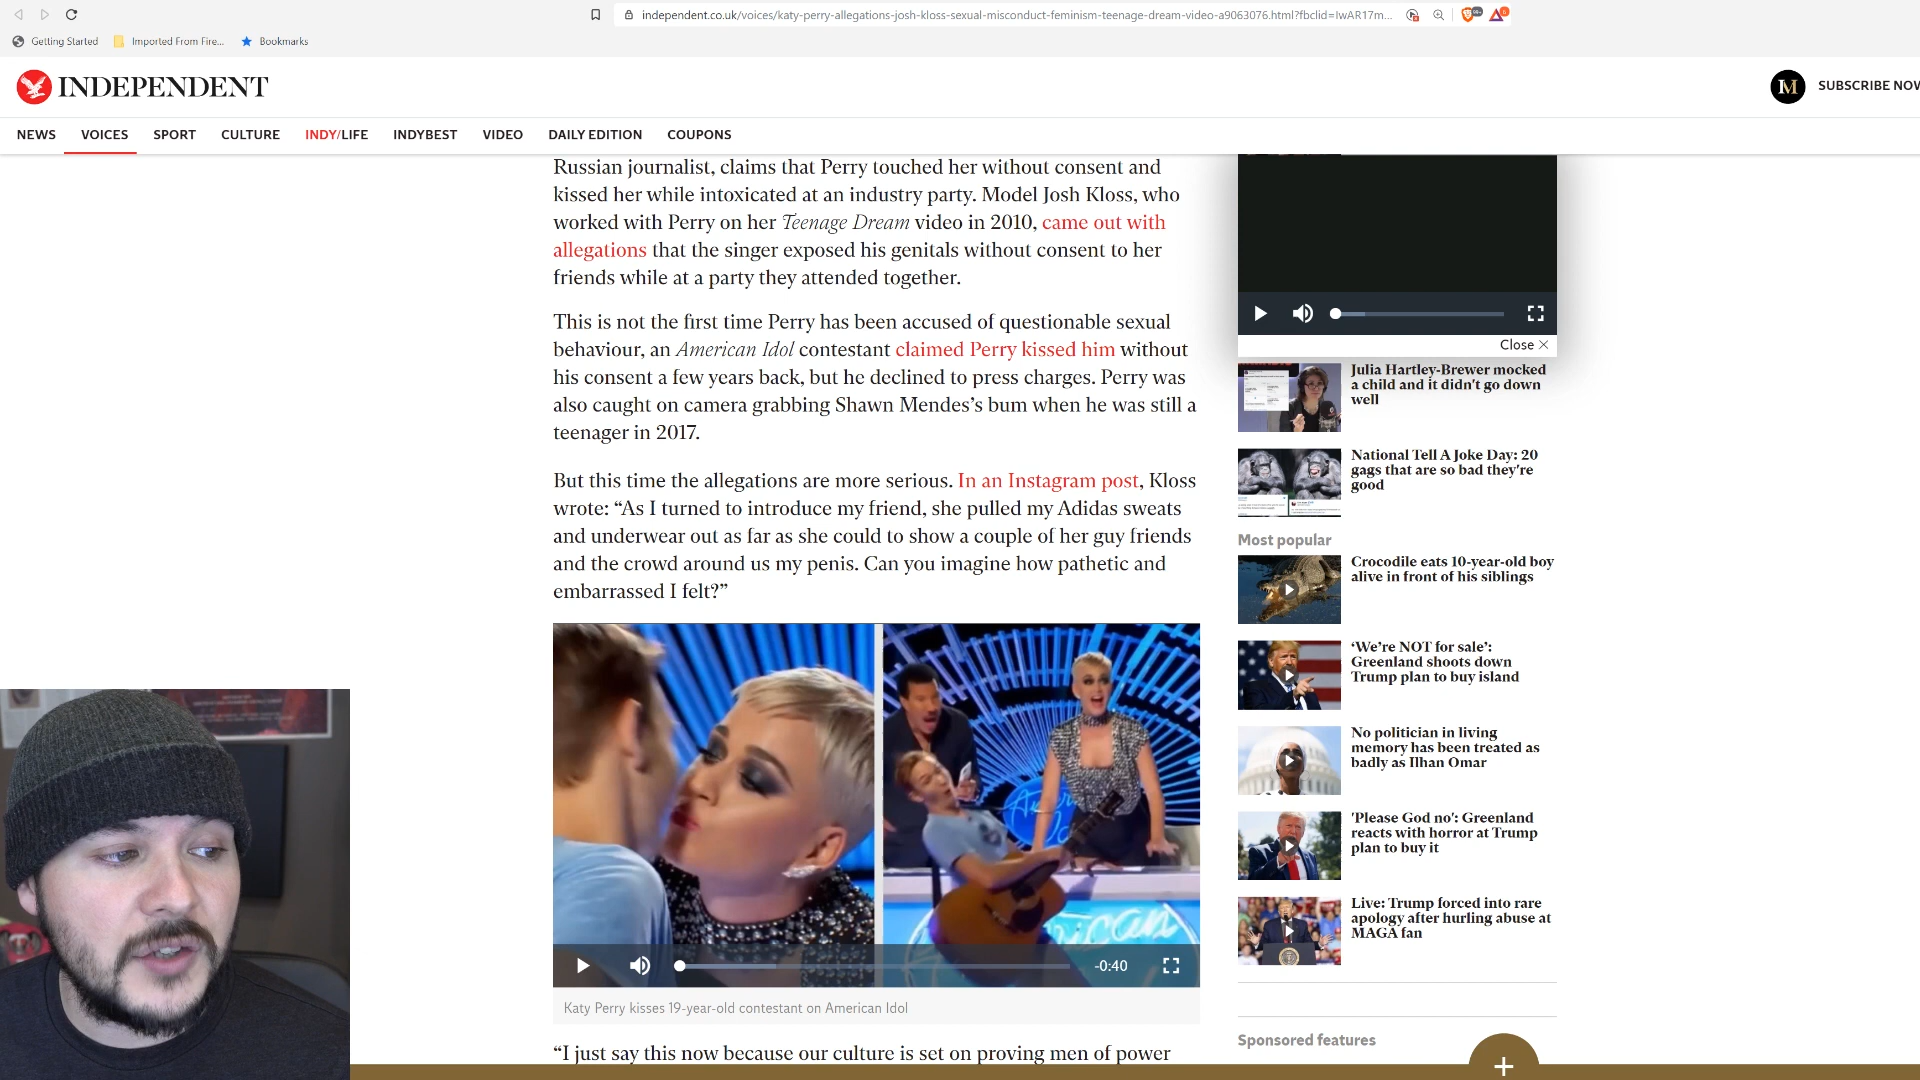 independent.co.uk/voices/katy-perry-allegations-josh-kloss-sexual-misconduct-feminism-teenage-dream-video-a9063076.html?fbclid=IwAR17m...
Getting Started
Imported From Fire...
Bookmarks
INDEPENDENT
SUBSCRIBE NOW
NEWS
VOICES
SPORT
CULTURE
INDY/LIFE
INDYBEST
VIDEO
DAILY EDITION
COUPONS
Russian journalist, claims that Perry touched her without consent and
kissed her while intoxicated at an industry party. Model Josh Kloss, who
worked with Perry on her Teenage Dream video in 2010, came out with
allegations that the singer exposed his genitals without consent to her
friends while at a party they attended together.
This is not the first time Perry has been accused of questionable sexual
behaviour, an American Idol contestant claimed Perry kissed him without
his consent a few years back, but he declined to press charges. Perry was
also caught on camera grabbing Shawn Mendes’s bum when he was still a
teenager in 2017.
But this time the allegations are more serious. In an Instagram post, Kloss
wrote: “As I turned to introduce my friend, she pulled my Adidas sweats
and underwear out as far as she could to show a couple of her guy friends
and the crowd around us my penis. Can you imagine how pathetic and
embarrassed I felt?”
-0:40
Katy Perry kisses 19-year-old contestant on American Idol
“I just say this now because our culture is set on proving men of power
Close
Julia Hartley-Brewer mocked
a child and it didn't go down
well
National Tell A Joke Day: 20
gags that are so bad they're
good
Most popular
Crocodile eats 10-year-old boy
alive in front of his siblings
‘We’re NOT for sale’:
Greenland shoots down
Trump plan to buy island
No politician in living
memory has been treated as
badly as Ilhan Omar
'Please God no': Greenland
reacts with horror at Trump
plan to buy it
Live: Trump forced into rare
apology after hurling abuse at
MAGA fan
Sponsored features